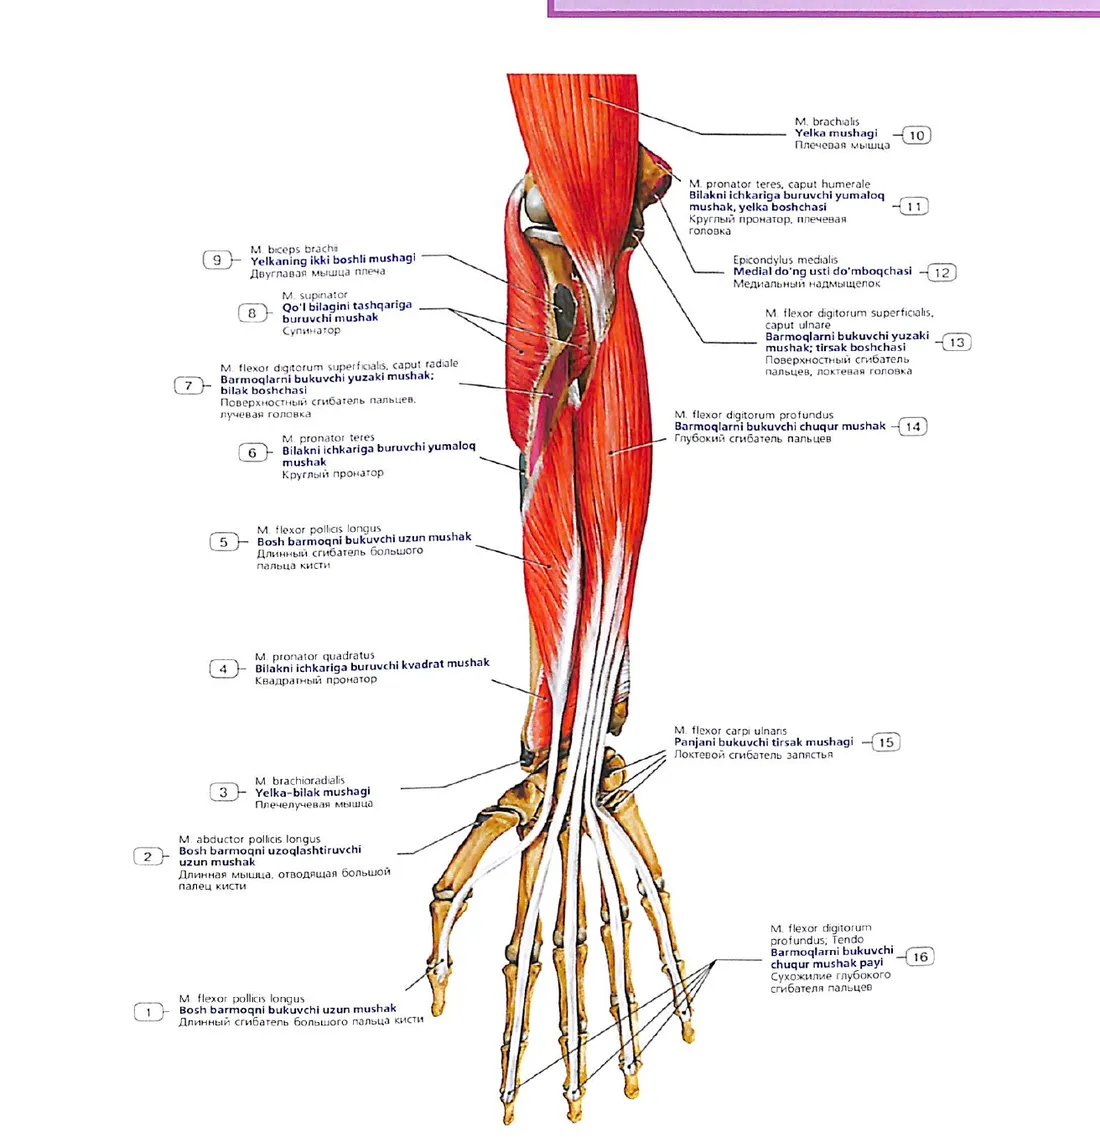 M. brachialis
Yelka mushagi
Плечевая мышца
10
M. pronator teres, caput humerale
Bilakni ichkariga buruvchi yumaloq
mushak, yelka boshchasi
Круглый пронатор, плечевая
головка
11
Epicondylus medialis
Medial do'ng usti do'mboqchasi
Медиальный надмыщелок
12
M. flexor digitorum superficialis,
caput ulnare
Barmoqlarni bukuvchi yuzaki
mushak; tirsak boshchasi
Поверхностный сгибатель
пальцев, локтевая головка
13
M. flexor digitorum profundus
Barmoqlarni bukuvchi chuqur mushak
Глубокий сгибатель пальцев
14
M. flexor carpi ulnaris
Panjani bukuvchi tirsak mushagi
Локтевой сгибатель запястья
15
M. flexor digitorum
profundus; Tendo
Barmoqlarni bukuvchi
chuqur mushak payi
Сухожилие глубокого
сгибателя пальцев
16
9
M. biceps brachii
Yelkaning ikki boshli mushagi
Двуглавая мышца плеча
8
M. supinator
Qo'l bilagini tashqariga
buruvchi mushak
Супинатор
7
M. flexor digitorum superficialis, caput radiale
Barmoqlarni bukuvchi yuzaki mushak;
bilak boshchasi
Поверхностный сгибатель пальцев,
лучевая головка
6
M. pronator teres
Bilakni ichkariga buruvchi yumaloq
mushak
Круглый пронатор
5
M. flexor pollicis longus
Bosh barmoqni bukuvchi uzun mushak
Длинный сгибатель большого
пальца кисти
4
M. pronator quadratus
Bilakni ichkariga buruvchi kvadrat mushak
Квадратный пронатор
3
M. brachioradialis
Yelka-bilak mushagi
Плечелучевая мышца
2
M. abductor pollicis longus
Bosh barmoqni uzoqlashtiruvchi
uzun mushak
Длинная мышца, отводящая большой
палец кисти
1
M. flexor pollicis longus
Bosh barmoqni bukuvchi uzun mushak
Длинный сгибатель большого пальца кисти